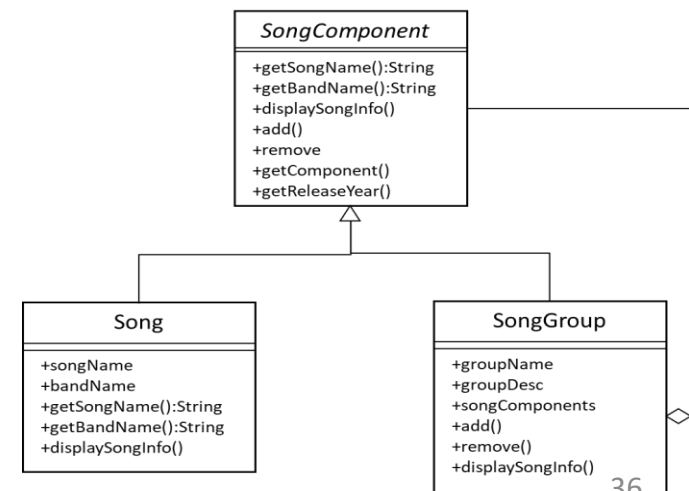 SongComponent
+getSongName():String
+getBandName():String
+displaySongInfo()
+add()
+remove
+getComponent()
+getReleaseYear()
Song
+songName
+bandName
+getSongName():String
+getBandName():String
+displaySongInfo()
SongGroup
+groupName
+groupDesc
+songComponents
+add()
+remove()
+displaySongInfo()
36